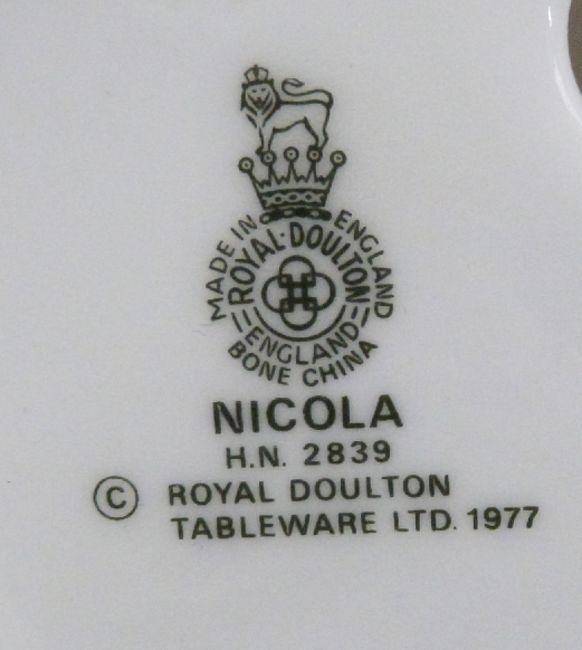 MADE IN ENGLAND
ROYAL·DOULTON
ENGLAND
BONE CHINA
NICOLA
H.N. 2839
© ROYAL DOULTON
TABLEWARE LTD. 1977